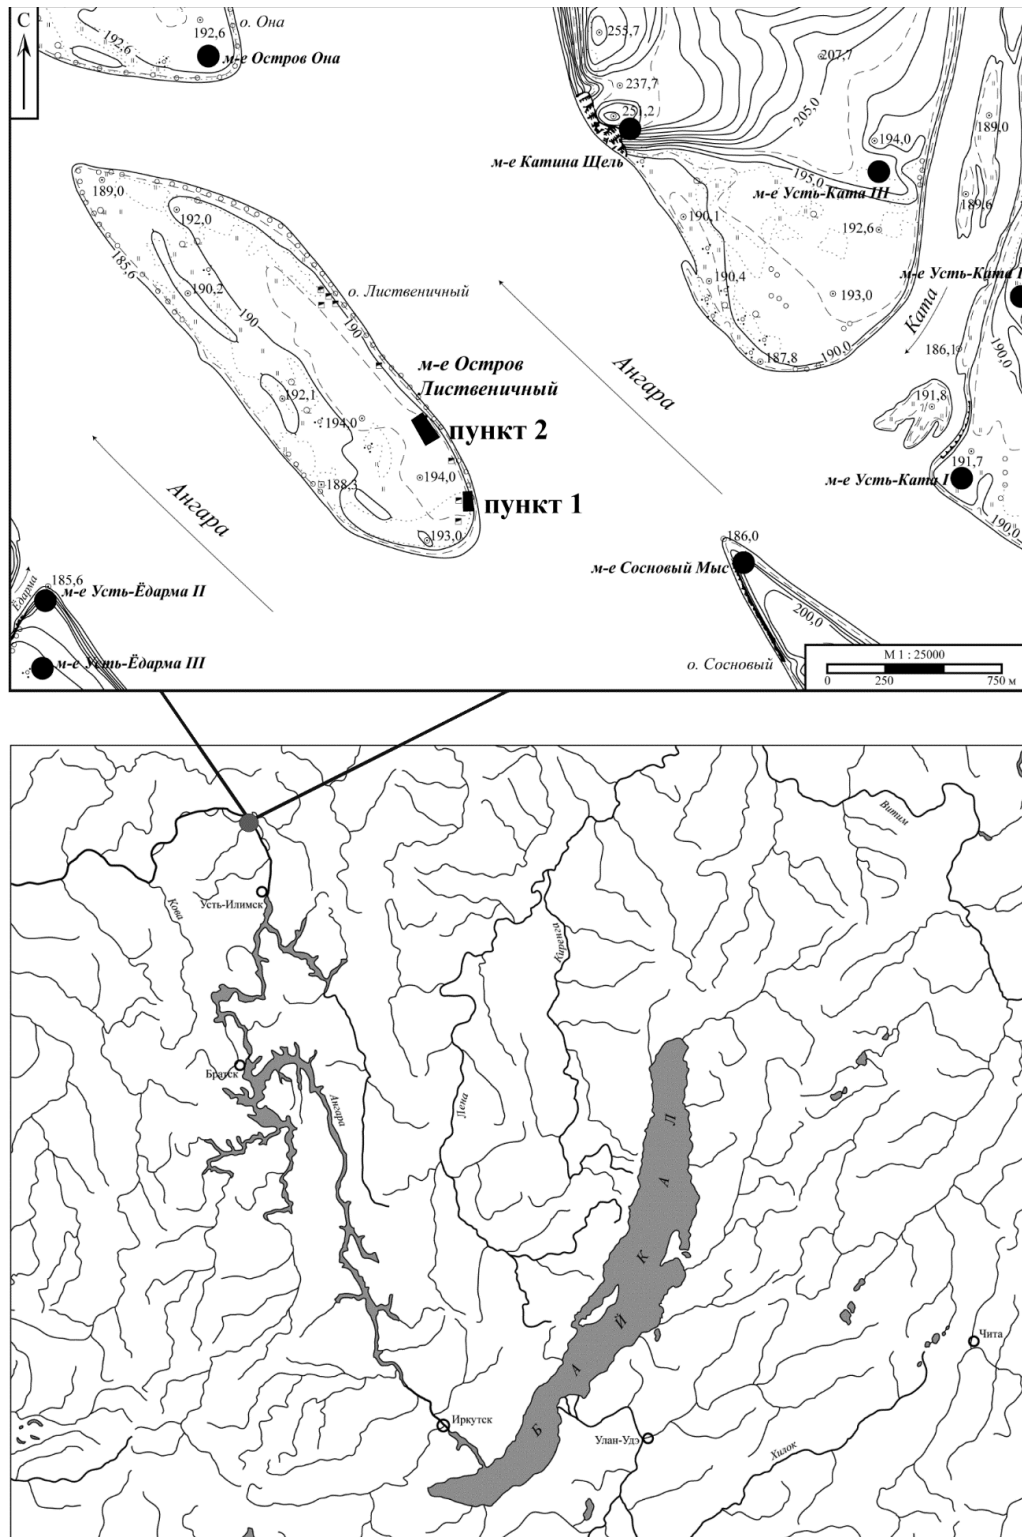 С
о. Она
192,6
192,6
м-е Остров Она
255,7
207,7
237,7
251,2
205,0
194,0
189,0
м-е Катина Щель
195,0
м-е Усть-Ката III
189,6
189,0
192,0
190,1
192,6
185,6
190,2
190
о. Лиственичный
190
190,4
193,0
м-е Усть-Ката I
Ката
186,1
190,0
187,8
190,0
м-е Остров
Лиственичный
Ангара
192,1
194,0
191,8
пункт 2
194,0
188,3
191,7
м-е Усть-Ката I
пункт 1
Ангара
193,0
190,0
186,0
м-е Сосновый Мыс
Ёдарма
185,6
м-е Усть-Ёдарма II
200,0
м-е Усть-Ёдарма III
о. Сосновый
М 1 : 25000
0 250 750 м
Витим
Усть-Илимск
Кова
Киренга
Братск
Ангара
Лена
БАЙКАЛ
Чита
Иркутск
Улан-Удэ
Хилок